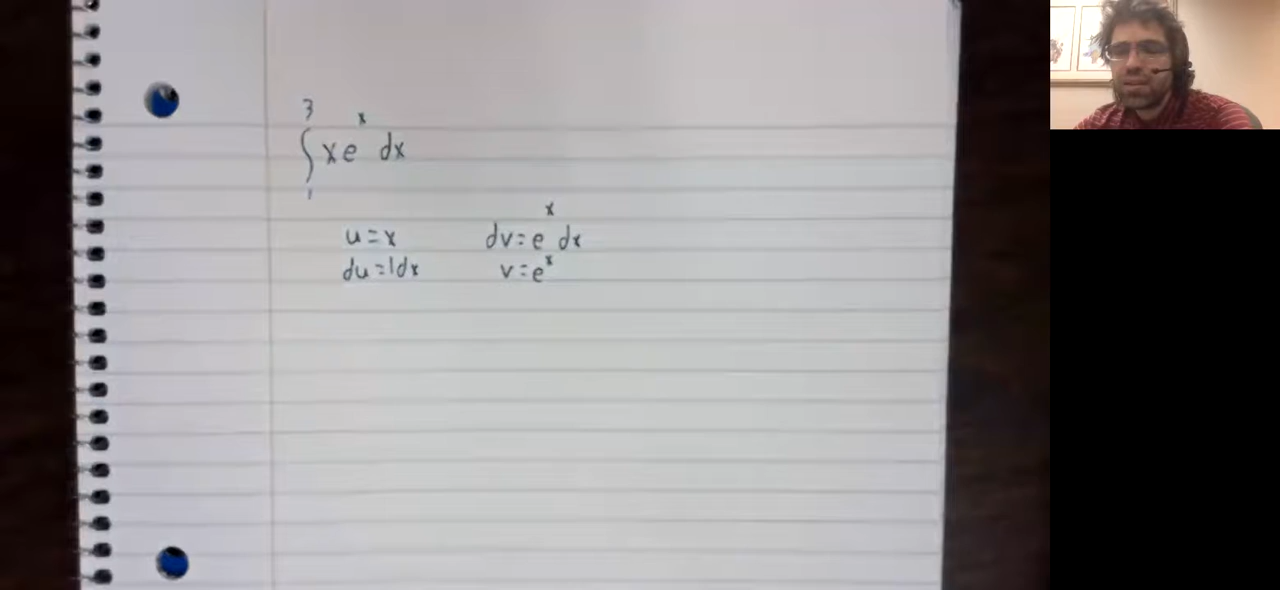 3
∫ xe^x dx
1
u=x dv=e^x dx
du=1dx v=e^x